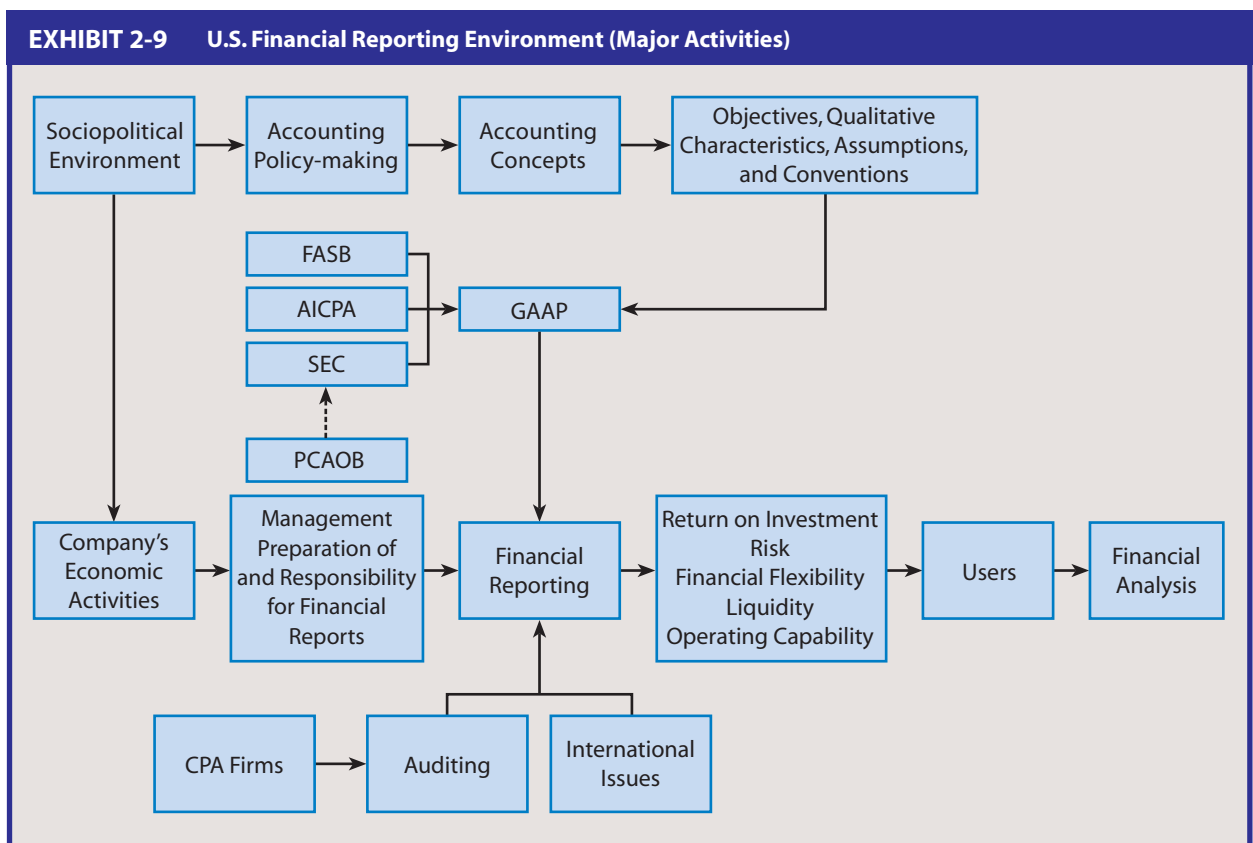 EXHIBIT 2-9 U.S. Financial Reporting Environment (Major Activities)
Sociopolitical
Environment
Accounting
Policy-making
Accounting
Concepts
Objectives, Qualitative
Characteristics, Assumptions,
and Conventions
FASB
AICPA
GAAP
SEC
PCAOB
Company's
Economic
Activities
Management
Preparation of
and Responsibility
for Financial
Reports
Financial
Reporting
Return on Investment
Risk
Financial Flexibility
Liquidity
Operating Capability
Users
Financial
Analysis
CPA Firms
Auditing
International
Issues